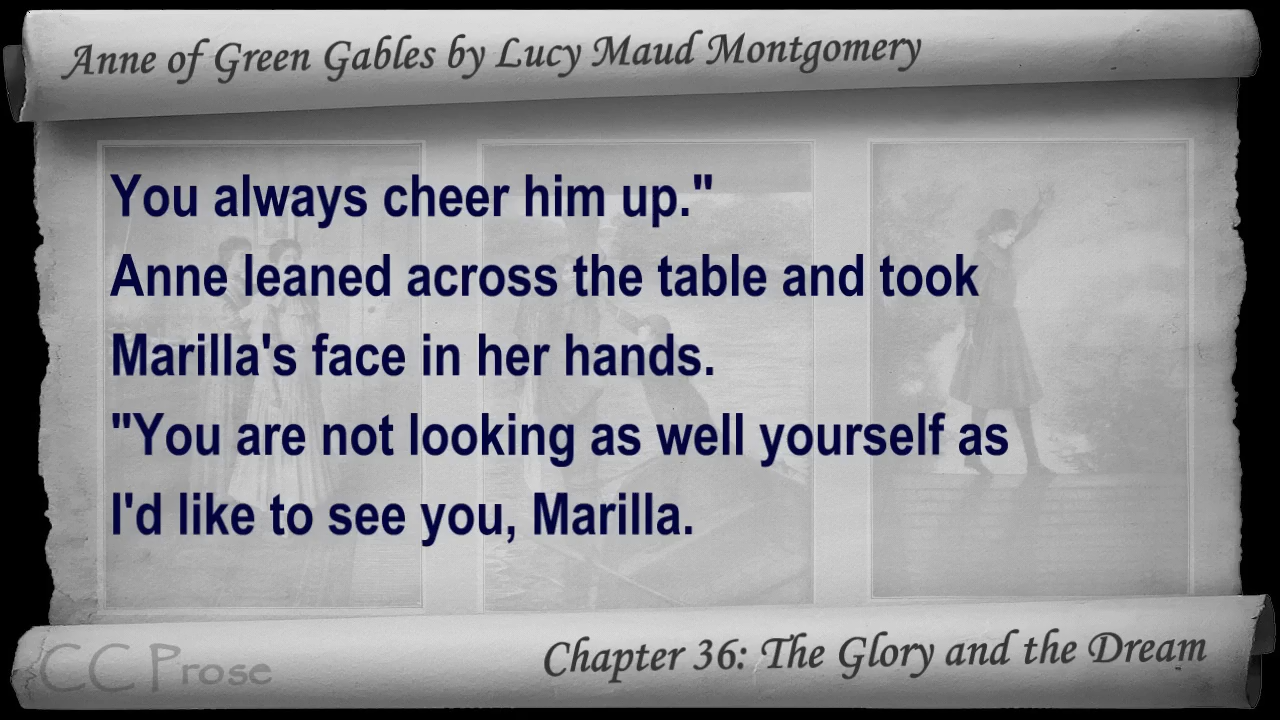 Anne of Green Gables by Lucy Maud Montgomery
You always cheer him up."
Anne leaned across the table and took
Marilla's face in her hands.
"You are not looking as well yourself as
I'd like to see you, Marilla.
CC Prose
Chapter 36: The Glory and the Dream